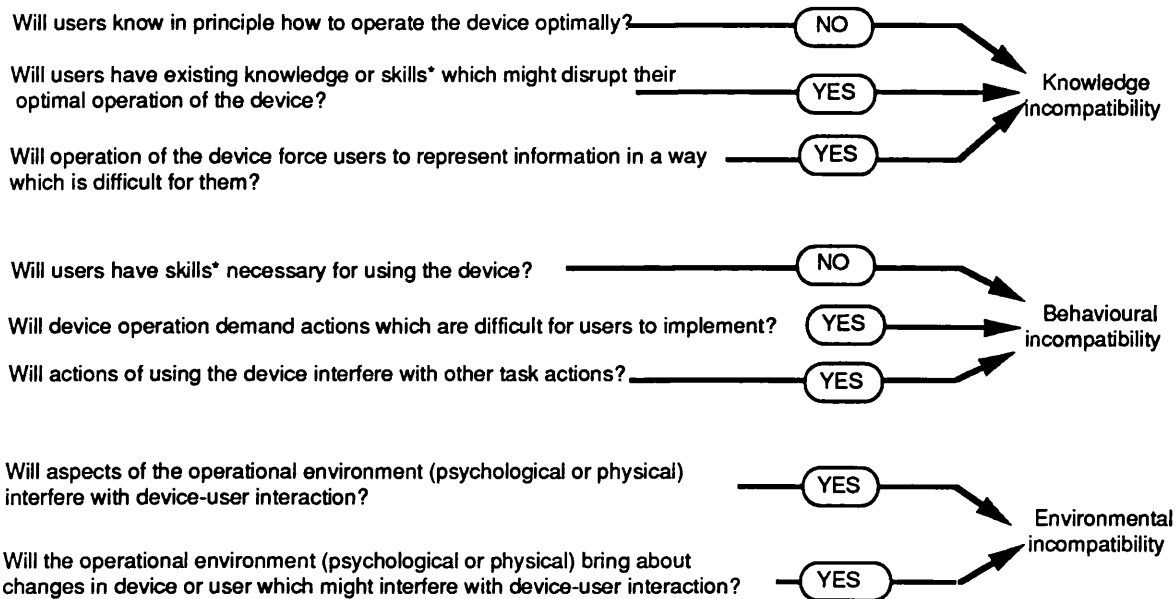 Will users know in principle how to operate the device optimally?
NO
Will users have existing knowledge or skills* which might disrupt their
optimal operation of the device?
YES
Knowledge
incompatibility
Will operation of the device force users to represent information in a way
which is difficult for them?
YES
Will users have skills* necessary for using the device?
NO
Will device operation demand actions which are difficult for users to implement?
YES
Behavioural
incompatibility
Will actions of using the device interfere with other task actions?
YES
Will aspects of the operational environment (psychological or physical)
interfere with device-user interaction?
YES
Environmental
incompatibility
Will the operational environment (psychological or physical) bring about
changes in device or user which might interfere with device-user interaction?
YES